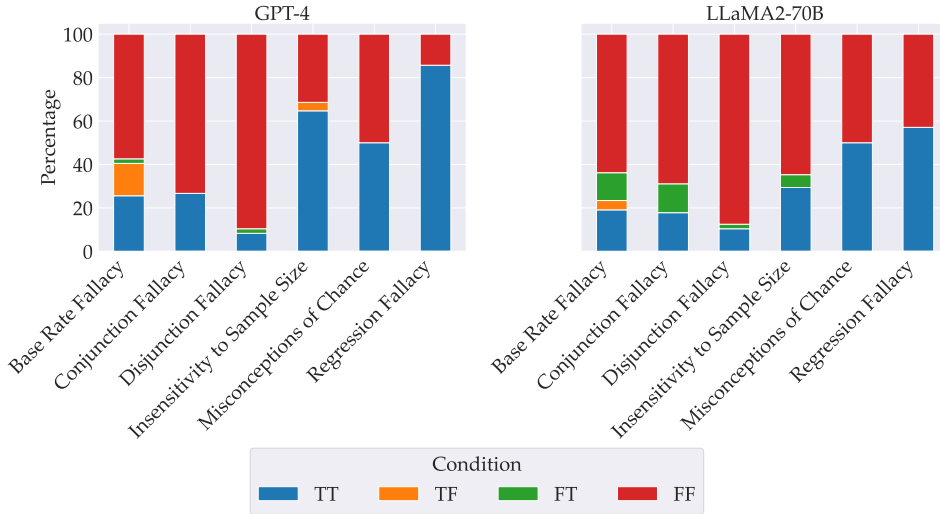 GPT-4
LLaMA2-70B
Percentage
100
80
60
40
20
0
Base Rate Fallacy
Conjunction Fallacy
Disjunction Fallacy
Insensitivity to Sample Size
Misconceptions of Chance
Regression Fallacy
Base Rate Fallacy
Conjunction Fallacy
Disjunction Fallacy
Insensitivity to Sample Size
Misconceptions of Chance
Regression Fallacy
Condition
TT TF FT FF